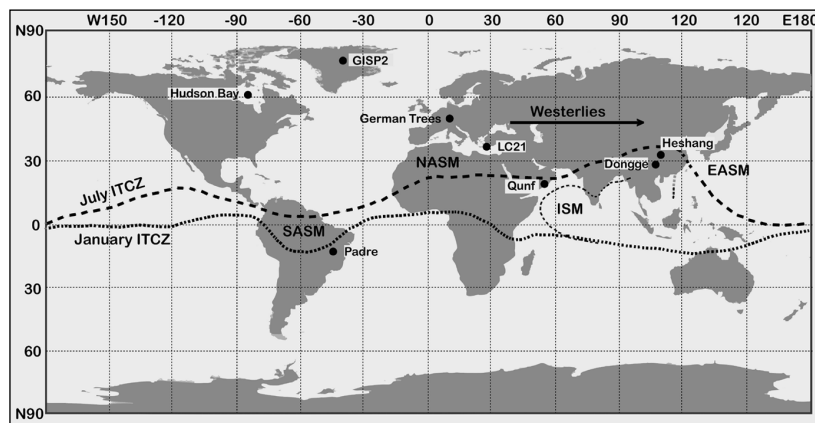 N90 W150 -120 -90 -60 -30 0 30 60 90 120 120 E180
GISP2
60 Hudson Bay
German Trees Westerlies
LC21 Heshang
30 NASM Dongge EASM
July ITCZ Qunf
ISM
0 SASM
January ITCZ Padre
30
60
N90